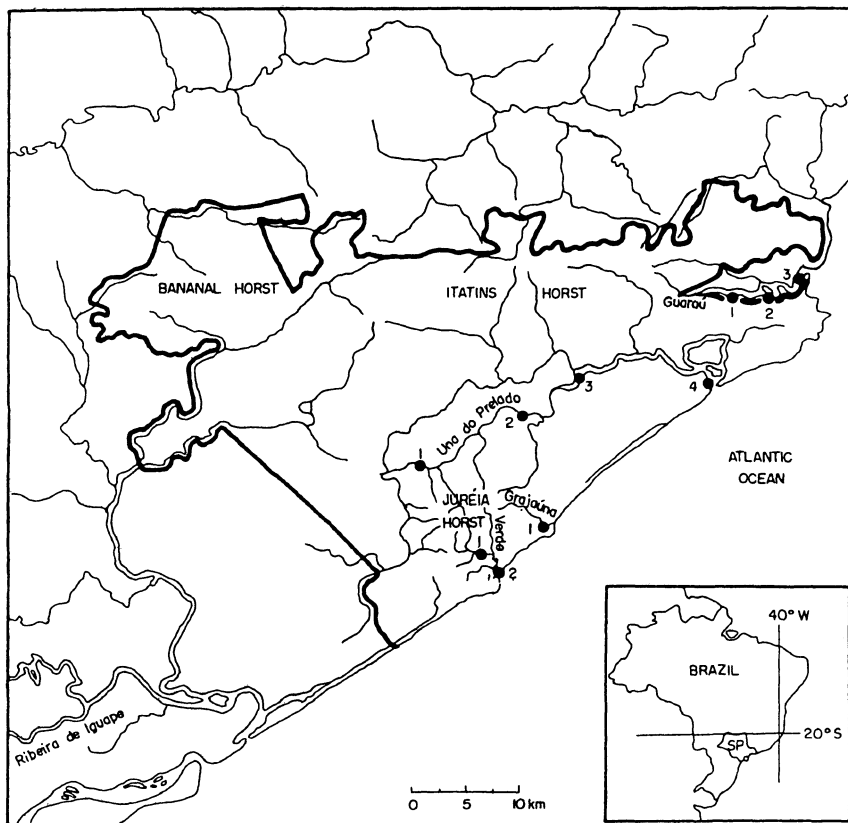 BANANAL HORST
ITATINS HORST
Guaraú
3
1
2
3
4
Una do Prelado
2
1
ATLANTIC
OCEAN
JURÉIA
HORST
Grajaúna
Verde
1
1
2
Ribeira de Iguape
0 5 10 km
40° W
BRAZIL
20° S
SP